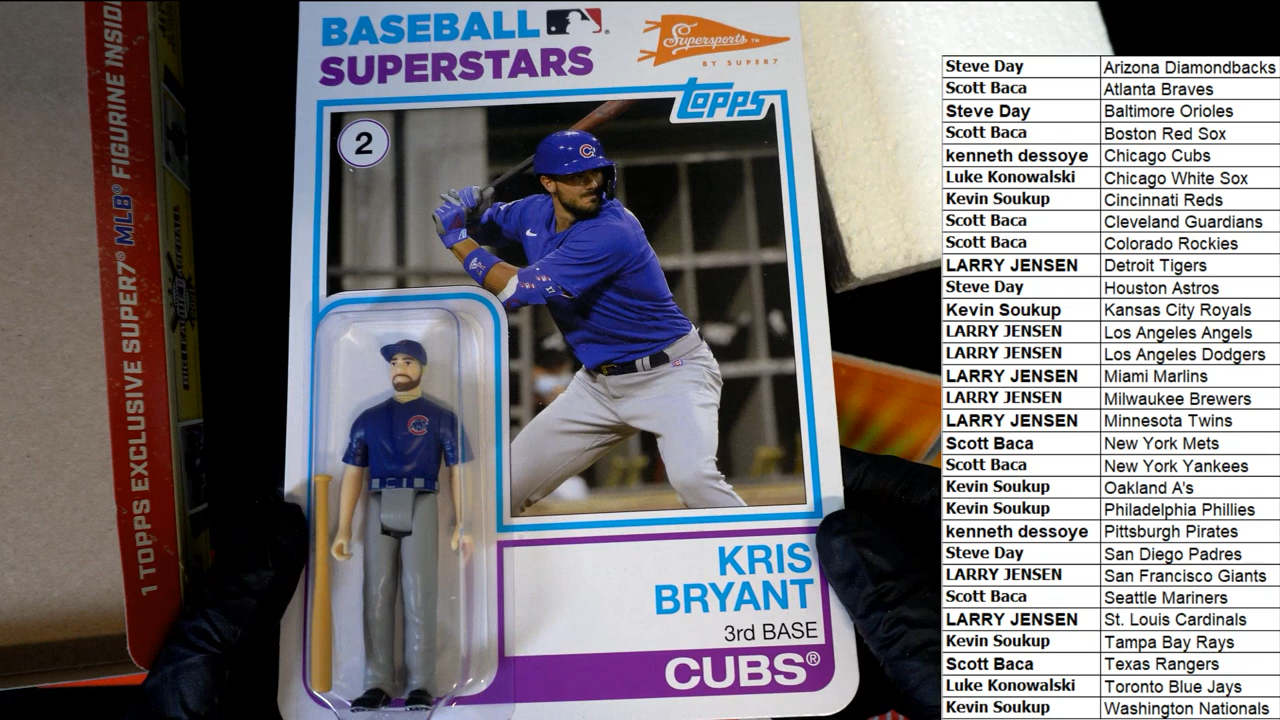 BASEBALL
SUPERSTARS
Supersports™
BY SUPER7
topps
2
KRIS
BRYANT
3rd BASE
CUBS®
1 TOPPS EXCLUSIVE SUPER7® MLB® FIGURINE INSID
Steve Day Arizona Diamondbacks
Scott Baca Atlanta Braves
Steve Day Baltimore Orioles
Scott Baca Boston Red Sox
kenneth dessoye Chicago Cubs
Luke Konowalski Chicago White Sox
Kevin Soukup Cincinnati Reds
Scott Baca Cleveland Guardians
Scott Baca Colorado Rockies
LARRY JENSEN Detroit Tigers
Steve Day Houston Astros
Kevin Soukup Kansas City Royals
LARRY JENSEN Los Angeles Angels
LARRY JENSEN Los Angeles Dodgers
LARRY JENSEN Miami Marlins
LARRY JENSEN Milwaukee Brewers
LARRY JENSEN Minnesota Twins
Scott Baca New York Mets
Scott Baca New York Yankees
Kevin Soukup Oakland A's
Kevin Soukup Philadelphia Phillies
kenneth dessoye Pittsburgh Pirates
Steve Day San Diego Padres
LARRY JENSEN San Francisco Giants
Scott Baca Seattle Mariners
LARRY JENSEN St. Louis Cardinals
Kevin Soukup Tampa Bay Rays
Scott Baca Texas Rangers
Luke Konowalski Toronto Blue Jays
Kevin Soukup Washington Nationals